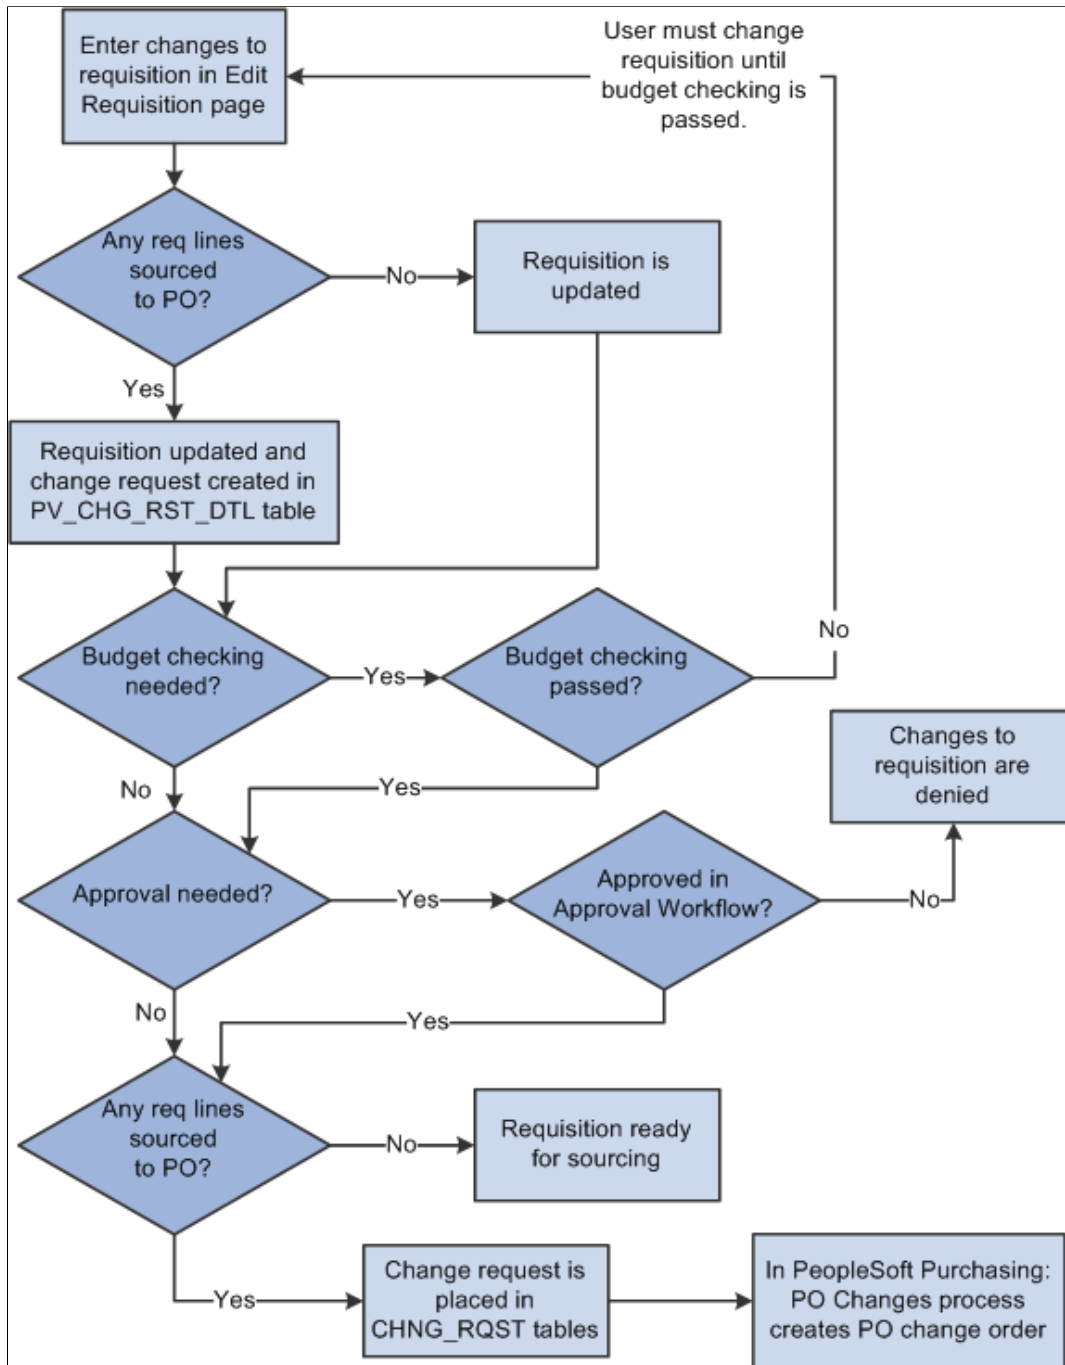 Enter changes to
requisition in Edit
Requisition page
User must change
requisition until
budget checking is
passed.
Any req lines
sourced
to PO?
No
Requisition is
updated
Yes
Requisition updated and
change request created in
PV_CHG_RST_DTL table
Budget checking
needed?
Yes
Budget checking
passed?
No
No
Yes
Changes to
requisition are
denied
Approval needed?
Yes
Approved in
Approval Workflow?
No
No
Yes
Any req lines
sourced
to PO?
No
Requisition ready
for sourcing
Yes
Change request is
placed in
CHNG_RQST tables
In PeopleSoft Purchasing:
PO Changes process
creates PO change order